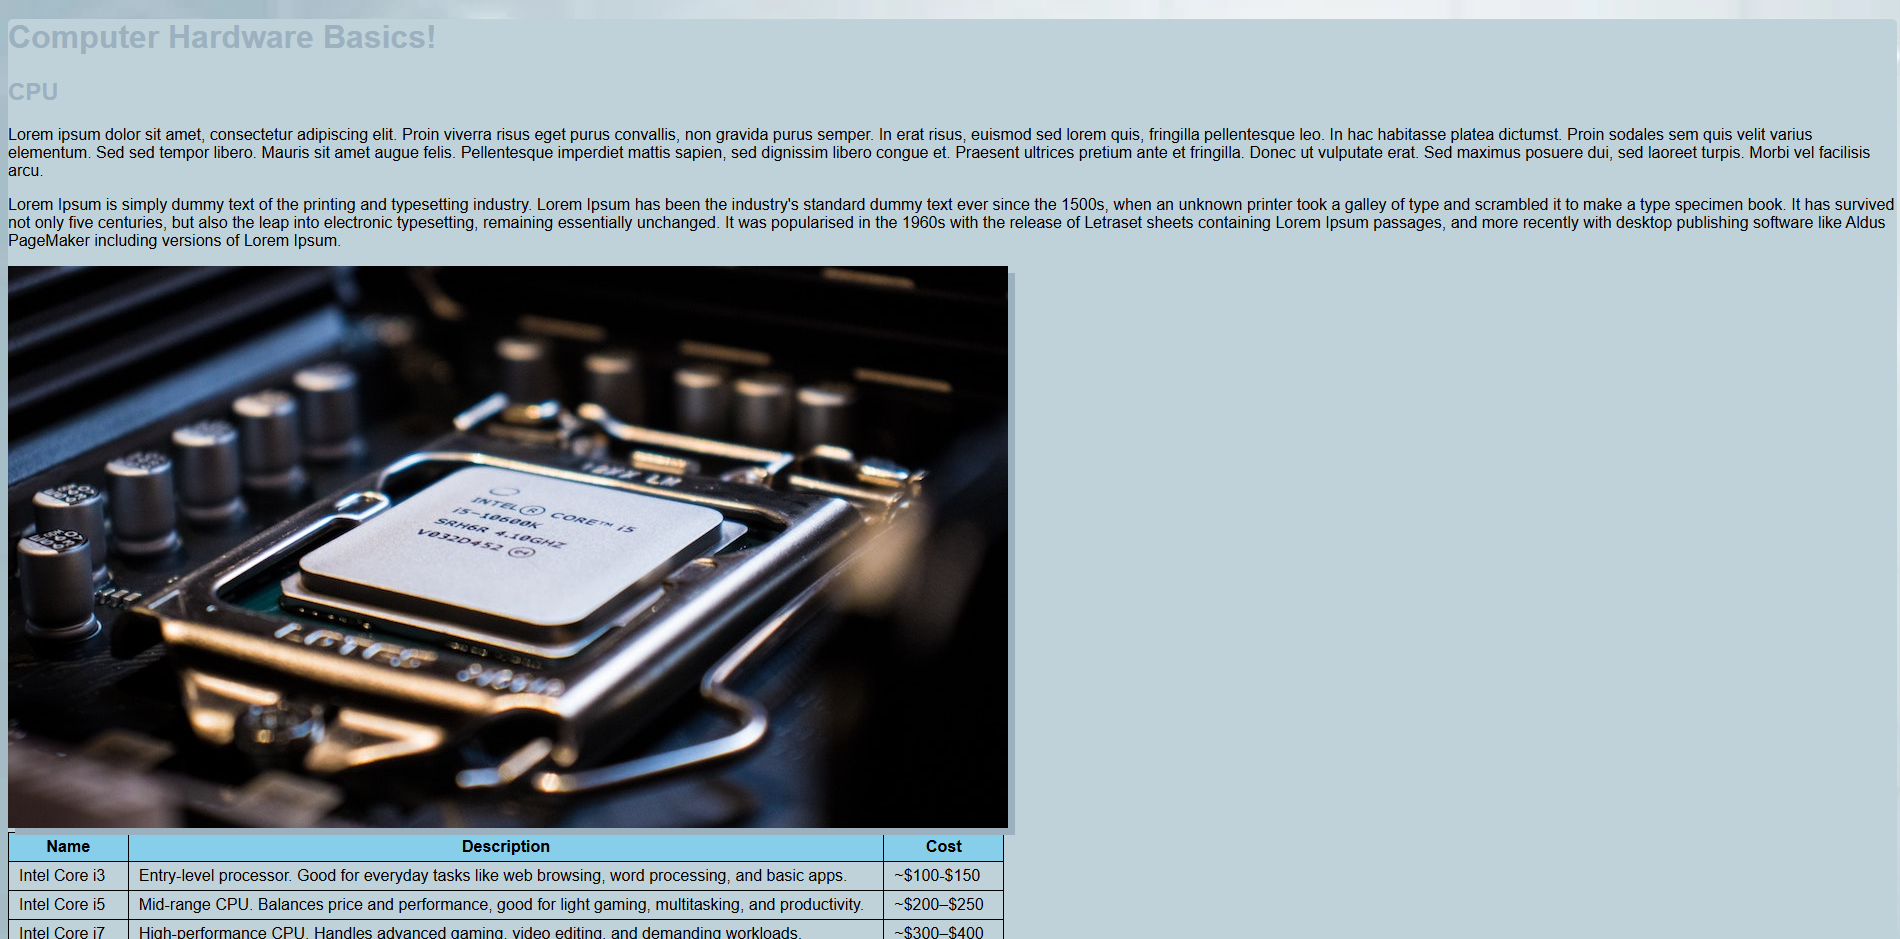 Computer Hardware Basics!
CPU
Lorem ipsum dolor sit amet, consectetur adipiscing elit. Proin viverra risus eget purus convallis, non gravida purus semper. In erat risus, euismod sed lorem quis, fringilla pellentesque leo. In hac habitasse platea dictumst. Proin sodales sem quis velit varius
elementum. Sed sed tempor libero. Mauris sit amet augue felis. Pellentesque imperdiet mattis sapien, sed dignissim libero congue et. Praesent ultrices pretium ante et fringilla. Donec ut vulputate erat. Sed maximus posuere dui, sed laoreet turpis. Morbi vel facilisis
arcu.
Lorem Ipsum is simply dummy text of the printing and typesetting industry. Lorem Ipsum has been the industry's standard dummy text ever since the 1500s, when an unknown printer took a galley of type and scrambled it to make a type specimen book. It has survived
not only five centuries, but also the leap into electronic typesetting, remaining essentially unchanged. It was popularised in the 1960s with the release of Letraset sheets containing Lorem Ipsum passages, and more recently with desktop publishing software like Aldus
PageMaker including versions of Lorem Ipsum.
INTEL® CORE™ i5
i5-10600K
SRH6R 4.10GHZ
V032D452
Name Description Cost
Intel Core i3 Entry-level processor. Good for everyday tasks like web browsing, word processing, and basic apps. ~$100-$150
Intel Core i5 Mid-range CPU. Balances price and performance, good for light gaming, multitasking, and productivity. ~$200–$250
Intel Core i7 High-performance CPU. Handles advanced gaming, video editing, and demanding workloads. ~$300–$400